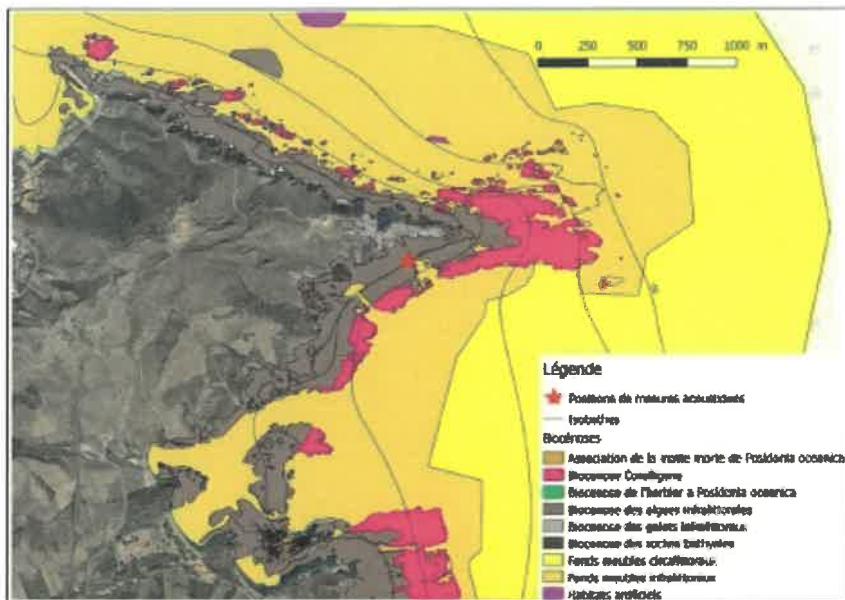 0 250 500 750 1000 m
Légende
Positions de mesures acoustiques
Isobathes
Biocénoses
Association de la matte morte de Posidonia oceanica
Biocénose Coralligène
Biocénose de l'herbier à Posidonia oceanica
Biocénose des algues infralittorales
Biocénose des galets infralittoraux
Biocénose des roches bathyales
Fonds meubles circalittoraux
Fonds meubles infralittoraux
Habitats artificiels